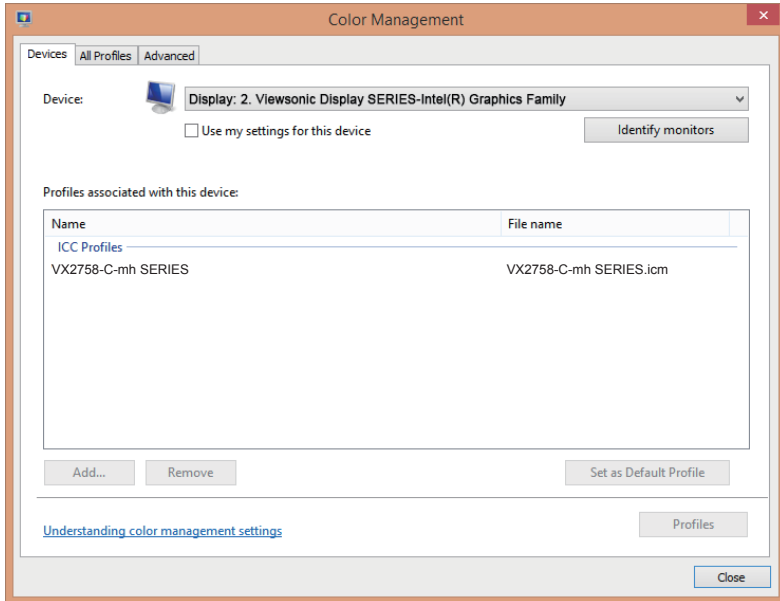 Color Management
Devices All Profiles Advanced
Device: Display: 2. Viewsonic Display SERIES-Intel(R) Graphics Family
Use my settings for this device Identify monitors
Profiles associated with this device:
Name File name
ICC Profiles
VX2758-C-mh SERIES VX2758-C-mh SERIES.icm
Add... Remove Set as Default Profile
Understanding color management settings Profiles
Close